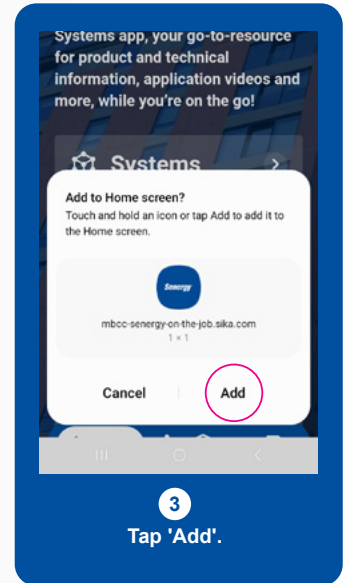 Systems app, your go-to-resource
for product and technical
information, application videos and
more, while you're on the go!
Systems
Add to Home screen?
Touch and hold an icon or tap Add to add it to
the Home screen.
Senergy
mbcc-senergy-on-the-job.sika.com
1 × 1
Cancel
Add
3
Tap 'Add'.